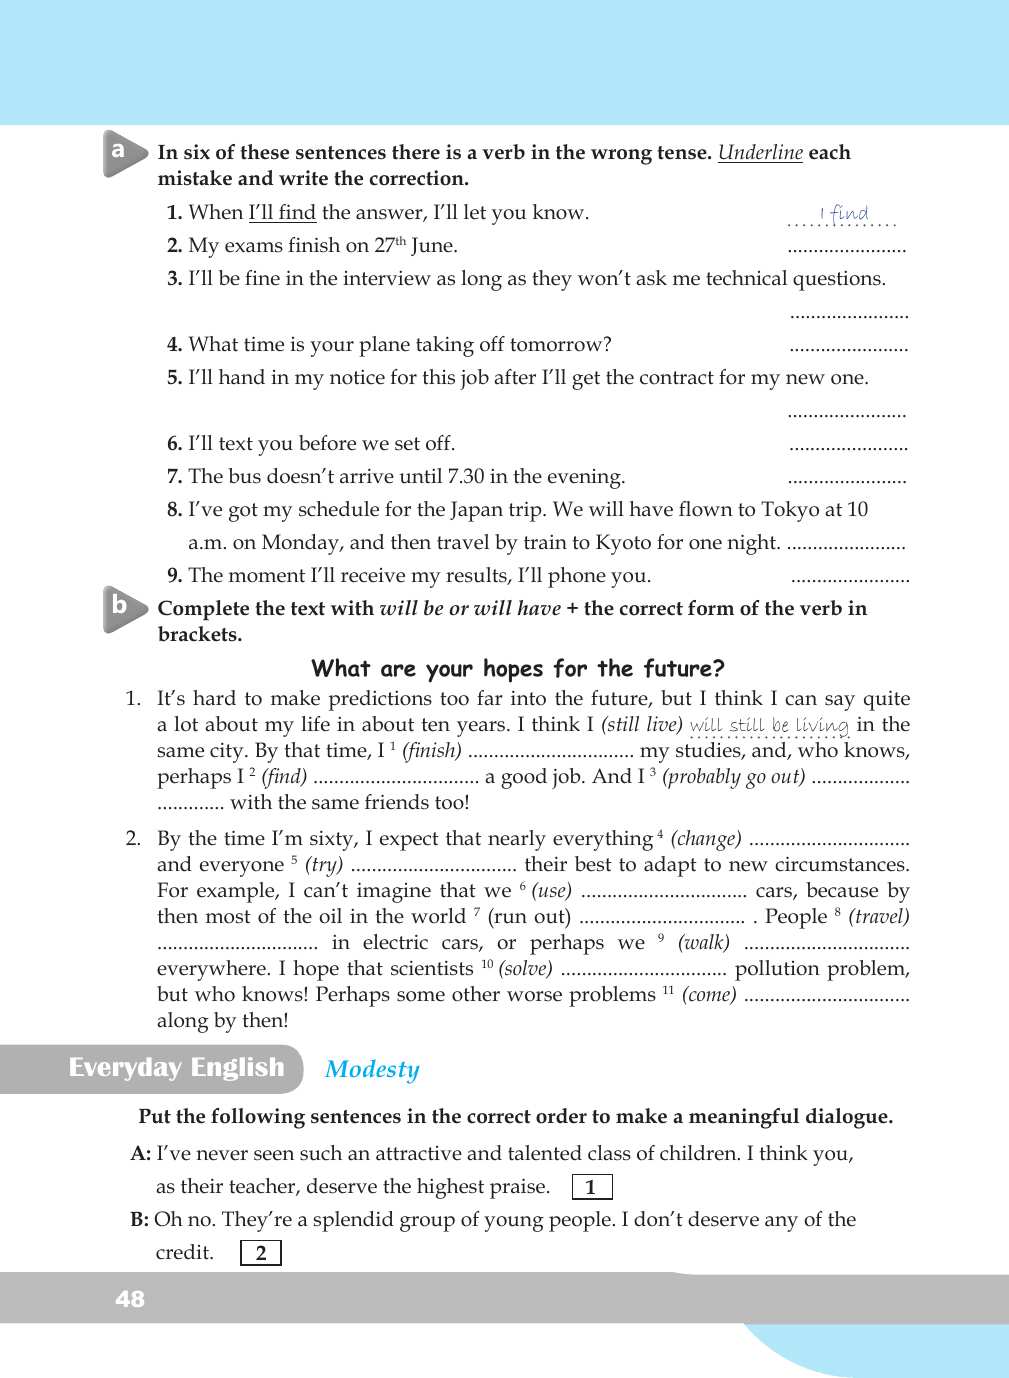 a
In six of these sentences there is a verb in the wrong tense. Underline each
mistake and write the correction.
1. When I'll find the answer, I'll let you know. I find
2. My exams finish on 27th June. .......................
3. I'll be fine in the interview as long as they won't ask me technical questions.
.......................
4. What time is your plane taking off tomorrow? .......................
5. I'll hand in my notice for this job after I'll get the contract for my new one.
.......................
6. I'll text you before we set off. .......................
7. The bus doesn't arrive until 7.30 in the evening. .......................
8. I've got my schedule for the Japan trip. We will have flown to Tokyo at 10
a.m. on Monday, and then travel by train to Kyoto for one night. .......................
9. The moment I'll receive my results, I'll phone you. .......................
b
Complete the text with will be or will have + the correct form of the verb in
brackets.
What are your hopes for the future?
1. It's hard to make predictions too far into the future, but I think I can say quite
a lot about my life in about ten years. I think I (still live) will still be living in the
same city. By that time, I 1 (finish) ................................ my studies, and, who knows,
perhaps I 2 (find) ................................ a good job. And I 3 (probably go out) ...................
............. with the same friends too!
2. By the time I'm sixty, I expect that nearly everything 4 (change) ...............................
and everyone 5 (try) ................................ their best to adapt to new circumstances.
For example, I can't imagine that we 6 (use) ................................ cars, because by
then most of the oil in the world 7 (run out) ................................ . People 8 (travel)
............................... in electric cars, or perhaps we 9 (walk) ................................
everywhere. I hope that scientists 10 (solve) ................................ pollution problem,
but who knows! Perhaps some other worse problems 11 (come) ................................
along by then!
Everyday English Modesty
Put the following sentences in the correct order to make a meaningful dialogue.
A: I've never seen such an attractive and talented class of children. I think you,
as their teacher, deserve the highest praise. 1
B: Oh no. They're a splendid group of young people. I don't deserve any of the
credit. 2
48